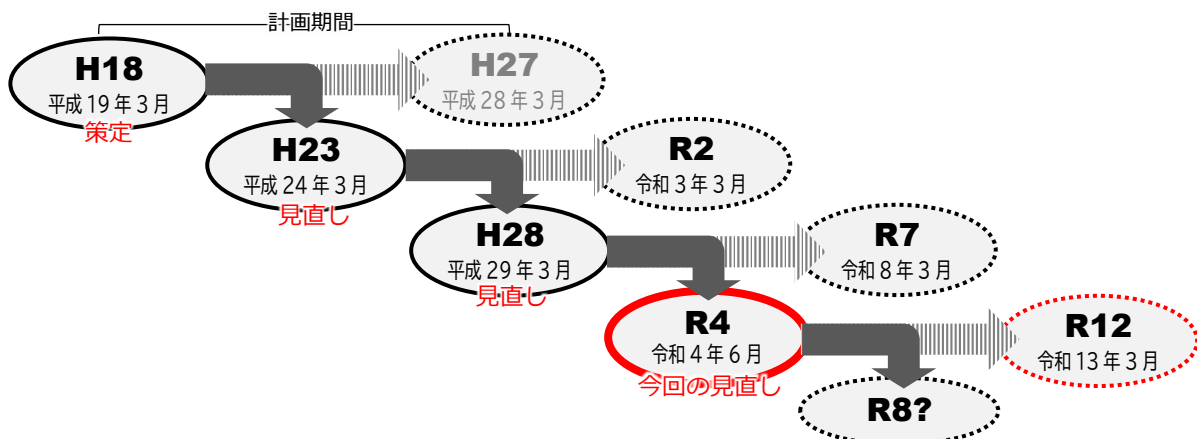 計画期間
H18
平成19年3月
策定
H27
平成28年3月
H23
平成24年3月
見直し
R2
令和3年3月
H28
平成29年3月
見直し
R7
令和8年3月
R4
令和4年6月
今回の見直し
R12
令和13年3月
R8?